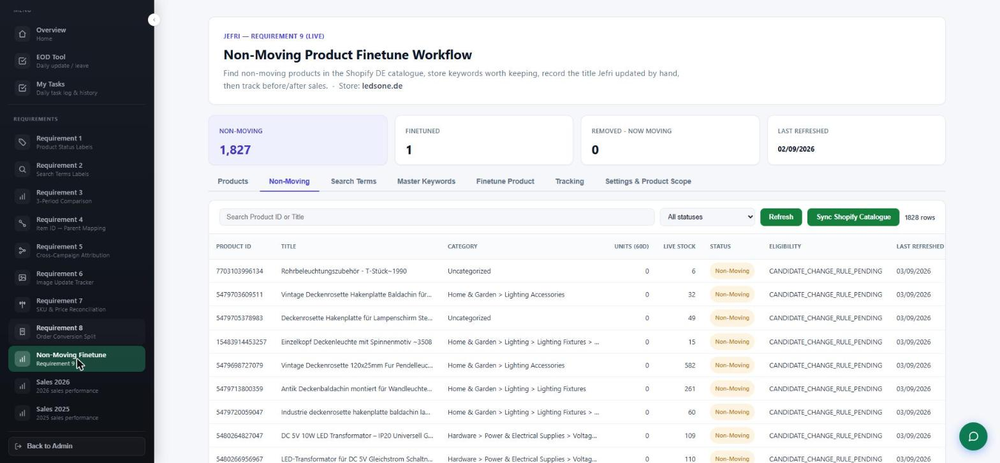 MENU
Overview
Home
EOD Tool
Daily update / leave
My Tasks
Daily task log & history
REQUIREMENTS
Requirement 1
Product Status Labels
Requirement 2
Search Terms Labels
Requirement 3
3-Period Comparison
Requirement 4
Item ID → Parent Mapping
Requirement 5
Cross-Campaign Attribution
Requirement 6
Image Update Tracker
Requirement 7
SKU & Price Reconciliation
Requirement 8
Order Conversion Split
Non-Moving Finetune
Requirement 9
Sales 2026
2026 sales performance
Sales 2025
2025 sales performance
Back to Admin
JEFRI — REQUIREMENT 9 (LIVE)
Non-Moving Product Finetune Workflow
Find non-moving products in the Shopify DE catalogue, store keywords worth keeping, record the title Jefri updated by hand,
then track before/after sales. · Store: ledsone.de
NON-MOVING
1,827
FINETUNED
1
REMOVED - NOW MOVING
0
LAST REFRESHED
02/09/2026
Products Non-Moving Search Terms Master Keywords Finetune Product Tracking Settings & Product Scope
Search Product ID or Title All statuses Refresh Sync Shopify Catalogue 1828 rows
PRODUCT ID TITLE CATEGORY UNITS (60D) LIVE STOCK STATUS ELIGIBILITY LAST REFRESHED
7703103996134 Rohrbeleuchtungszubehör - T-Stück~1990 Uncategorized 0 6 Non-Moving CANDIDATE_CHANGE_RULE_PENDING 03/09/2026
5479703609511 Vintage Deckenrosette Hakenplatte Baldachin für... Home & Garden > Lighting Accessories 0 32 Non-Moving CANDIDATE_CHANGE_RULE_PENDING 03/09/2026
5479705378983 Deckenrosette Hakenplatte für Lampenschirm Ste... Uncategorized 0 49 Non-Moving CANDIDATE_CHANGE_RULE_PENDING 03/09/2026
15483914453257 Einzelkopf Deckenleuchte mit Spinnenmotiv ~3508 Home & Garden > Lighting > Lighting Fixtures > ... 0 15 Non-Moving CANDIDATE_CHANGE_RULE_PENDING 03/09/2026
5479698727079 Vintage Deckenrosette 120x25mm Fur Pendelleuc... Home & Garden > Lighting Accessories 0 582 Non-Moving CANDIDATE_CHANGE_RULE_PENDING 03/09/2026
5479713800359 Antik Deckenbaldachin montiert für Wandleuchte... Home & Garden > Lighting > Lighting Fixtures 0 261 Non-Moving CANDIDATE_CHANGE_RULE_PENDING 03/09/2026
5479720059047 Industrie deckenrosette hakenplatte baldachin la... Home & Garden > Lighting > Lighting Fixtures > ... 0 60 Non-Moving CANDIDATE_CHANGE_RULE_PENDING 03/09/2026
5480264827047 DC 5V 10W LED Transformator – IP20 Universell G... Hardware > Power & Electrical Supplies > Voltag... 0 109 Non-Moving CANDIDATE_CHANGE_RULE_PENDING 03/09/2026
5480266956967 LED-Transformator für DC 5V Gleichstrom Schaltn... Hardware > Power & Electrical Supplies > Voltag... 0 110 Non-Moving CANDIDATE_CHANGE_RULE_PENDING 03/09/2026